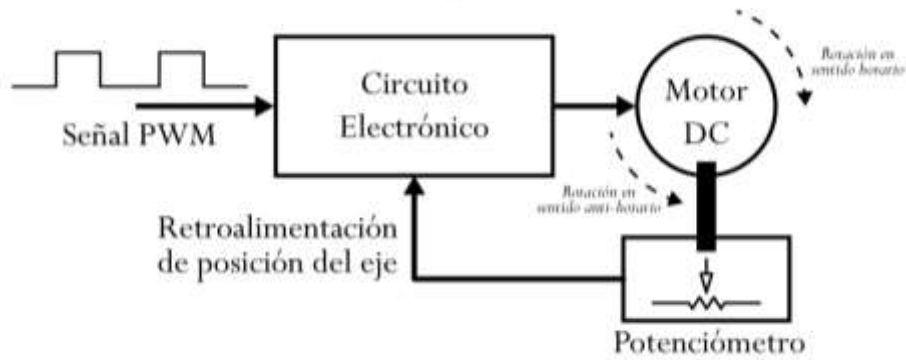 Rotación en
sentido horario
Circuito
Electrónico
Motor
DC
Señal PWM
Rotación en
sentido anti-horario
Retroalimentación
de posición del eje
Potenciómetro